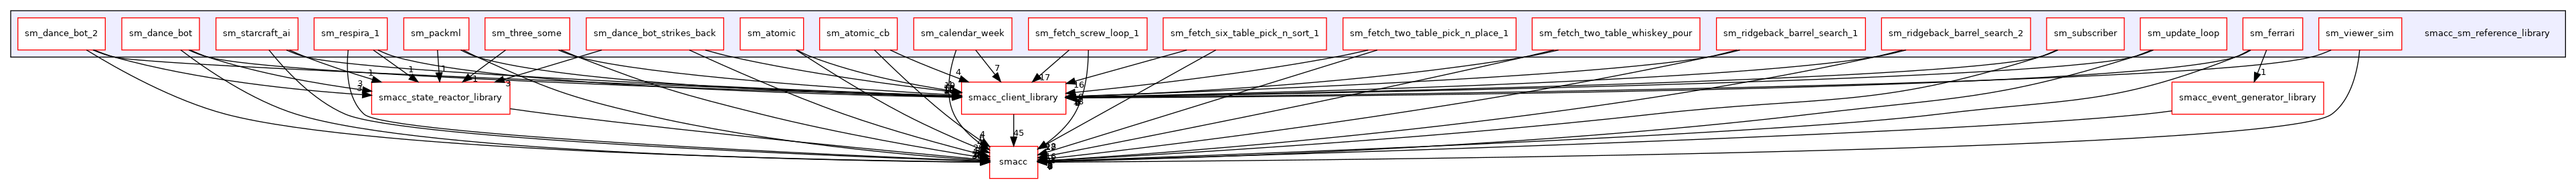 sm_dance_bot_2
sm_dance_bot
sm_starcraft_ai
sm_respira_1
sm_packml
sm_three_some
sm_dance_bot_strikes_back
sm_atomic
sm_atomic_cb
sm_calendar_week
sm_fetch_screw_loop_1
sm_fetch_six_table_pick_n_sort_1
sm_fetch_two_table_pick_n_place_1
sm_fetch_two_table_whiskey_pour
sm_ridgeback_barrel_search_1
sm_ridgeback_barrel_search_2
sm_subscriber
sm_update_loop
sm_ferrari
sm_viewer_sim
smacc_sm_reference_library
1
1
1
1
3
3
3
4
7
17
16
1
smacc_state_reactor_library
smacc_client_library
smacc_event_generator_library
45
4
smacc